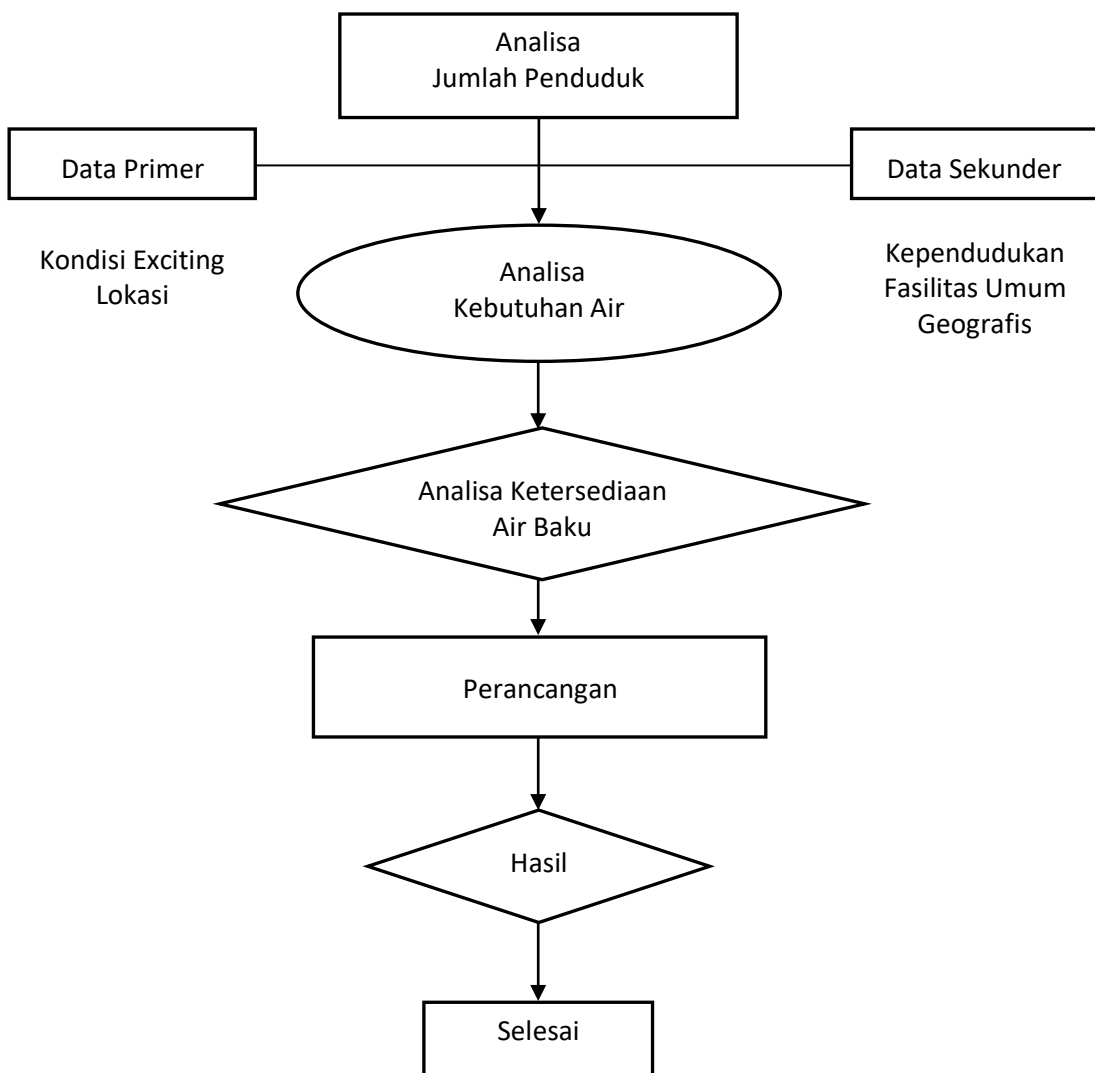 Analisa
Jumlah Penduduk
Data Primer
Data Sekunder
Kondisi Exciting
Lokasi
Analisa
Kebutuhan Air
Kependudukan
Fasilitas Umum
Geografis
Analisa Ketersediaan
Air Baku
Perancangan
Hasil
Selesai